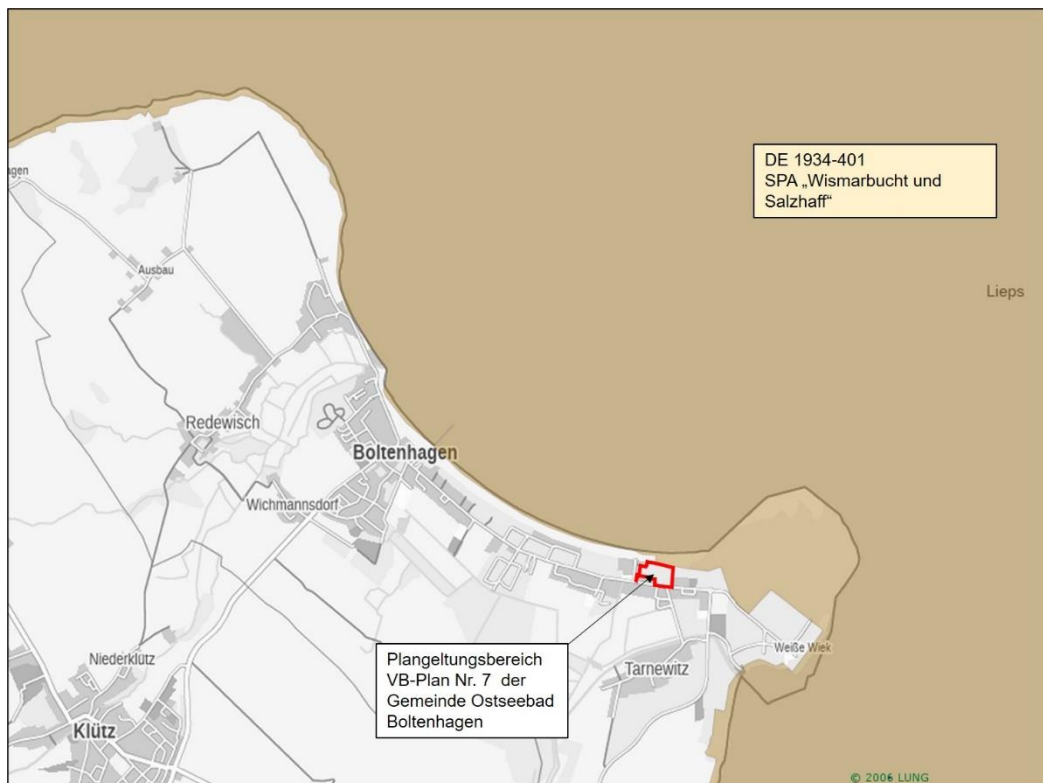 DE 1934-401
SPA „Wismarbucht und
Salzhaff“
agen
Ausbau
Lieps
Redewisch
Boltenhagen
Wichmannsdorf
Weiße Wiek
Niederklütz
Tarnewitz
Plangeltungsbereich
VB-Plan Nr. 7 der
Gemeinde Ostseebad
Boltenhagen
Klütz
© 2006 LUNG